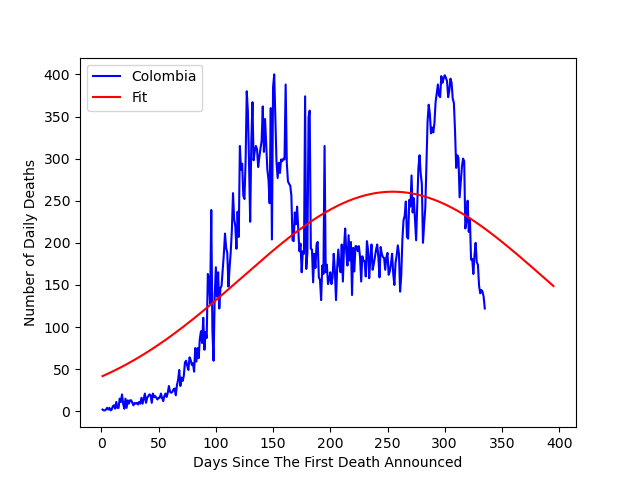 Colombia
Fit
Number of Daily Deaths
400
350
300
250
200
150
100
50
0
0 50 100 150 200 250 300 350 400
Days Since The First Death Announced